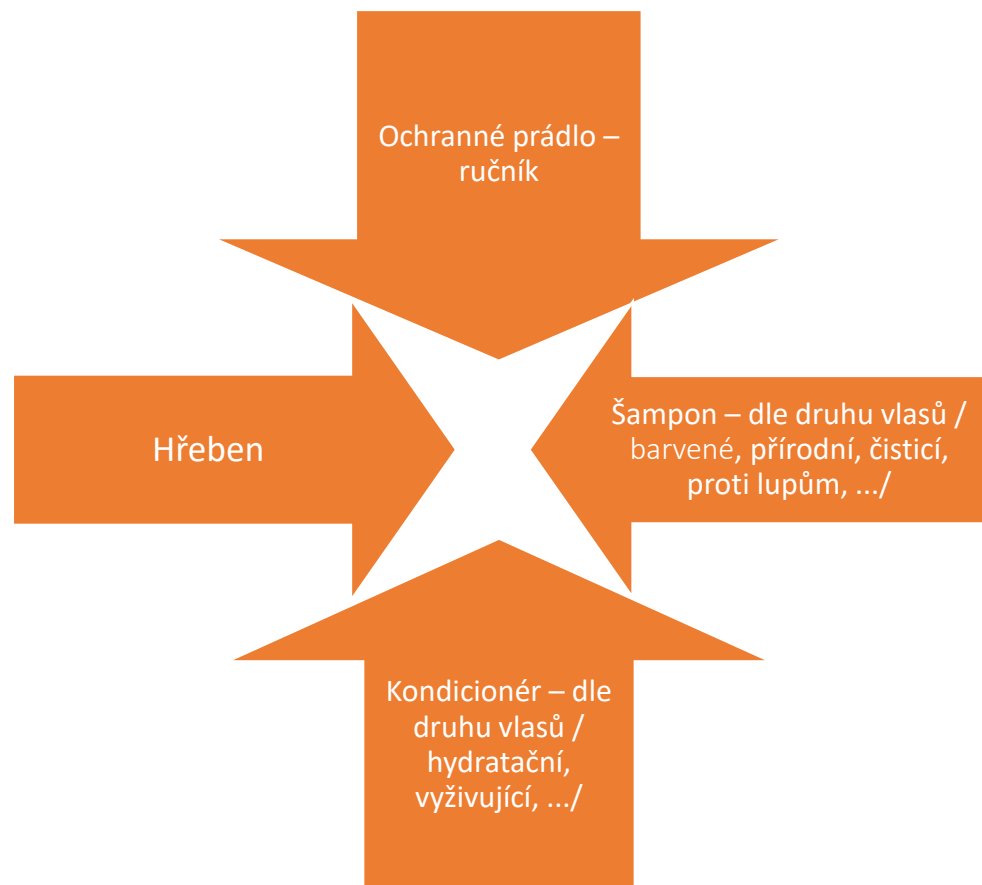 Ochranné prádlo –
ručník
Hřeben
Šampon – dle druhu vlasů /
barvené, přírodní, čisticí,
proti lupům, .../
Kondicionér – dle
druhu vlasů /
hydratační,
vyživující, .../